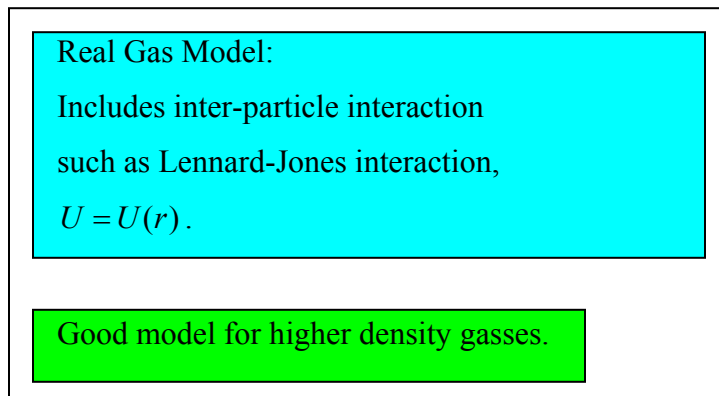 Real Gas Model:
Includes inter-particle interaction
such as Lennard-Jones interaction,
U = U(r).
Good model for higher density gasses.